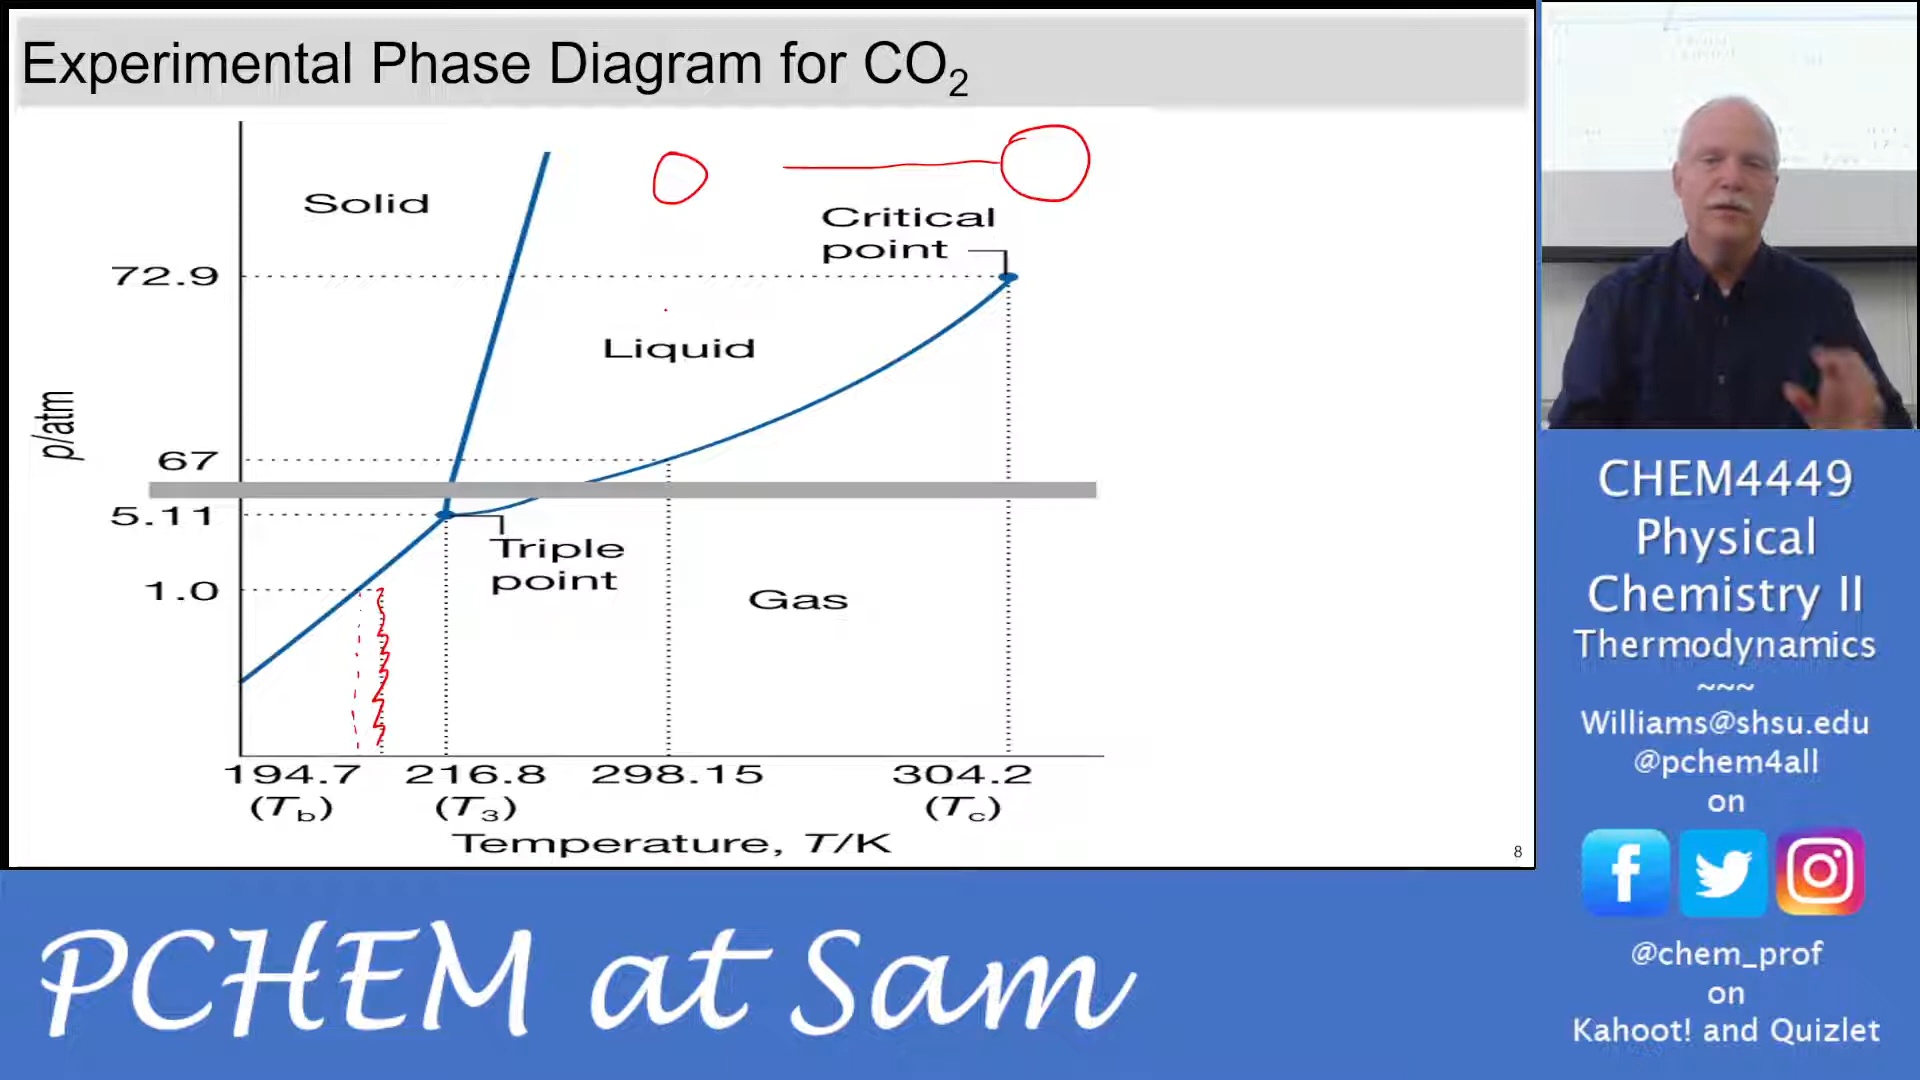 Experimental Phase Diagram for CO₂
Solid
Critical
point
72.9
Liquid
p/atm
67
5.11
Triple
point
1.0
Gas
194.7 216.8 298.15 304.2
(Tb) (T3) (Tc)
Temperature, T/K
8
CHEM4449
Physical
Chemistry II
Thermodynamics
~~~
Williams@shsu.edu
@pchem4all
on
f
@chem_prof
on
Kahoot! and Quizlet
PCHEM at Sam